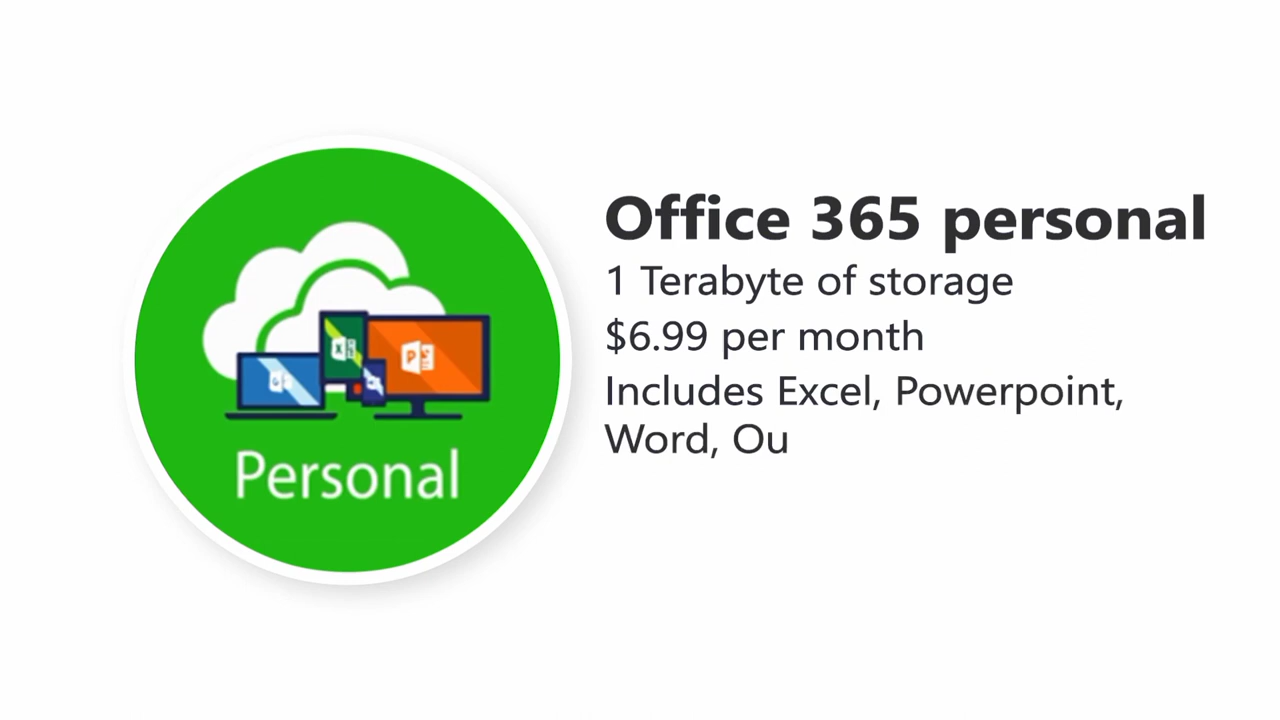 Office 365 personal
1 Terabyte of storage
$6.99 per month
Includes Excel, Powerpoint,
Word, Ou
Personal